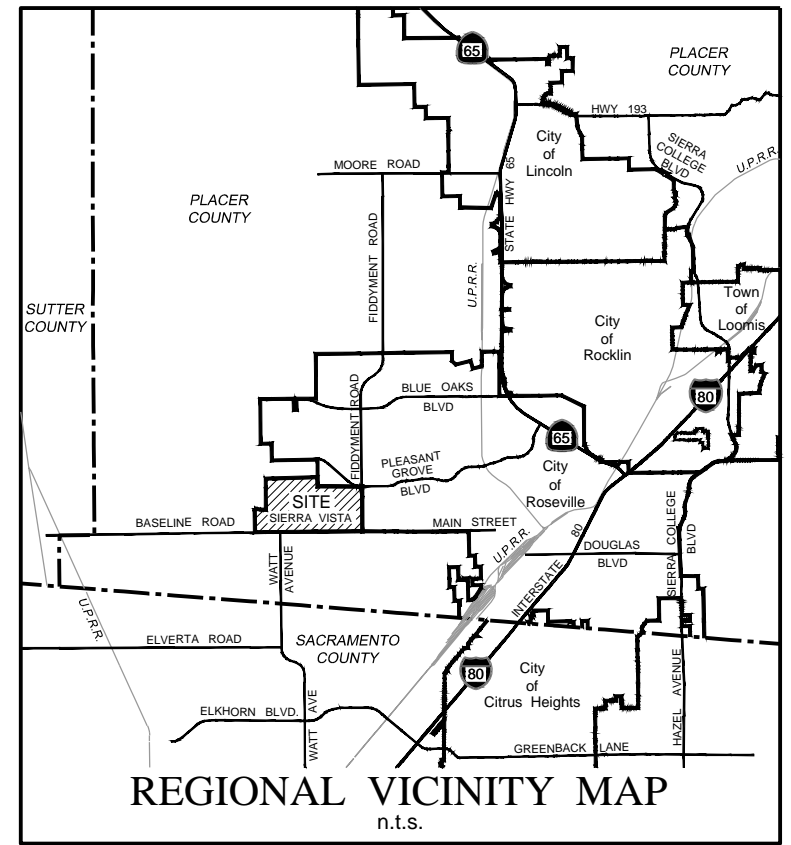 65
PLACER
COUNTY
HWY 193
City
of
Lincoln
SIERRA
COLLEGE
BLVD
U.P.R.R.
MOORE ROAD
STATE HWY 65
PLACER
COUNTY
FIDDYMENT ROAD
U.P.R.R.
SUTTER
COUNTY
Town
of
Loomis
City
of
Rocklin
FIDDYMENT ROAD
BLUE OAKS
BLVD
80
65
PLEASANT
GROVE
BLVD
City
of
Roseville
SITE
SIERRA VISTA
BASELINE ROAD
MAIN STREET
WATT
AVENUE
U.P.R.R.
INTERSTATE 80
DOUGLAS
BLVD
SIERRA COLLEGE
BLVD
U.P.R.R.
ELVERTA ROAD
SACRAMENTO
COUNTY
80
City
of
Citrus Heights
HAZEL AVENUE
ELKHORN BLVD.
WATT AVE
GREENBACK LANE
REGIONAL VICINITY MAP
n.t.s.